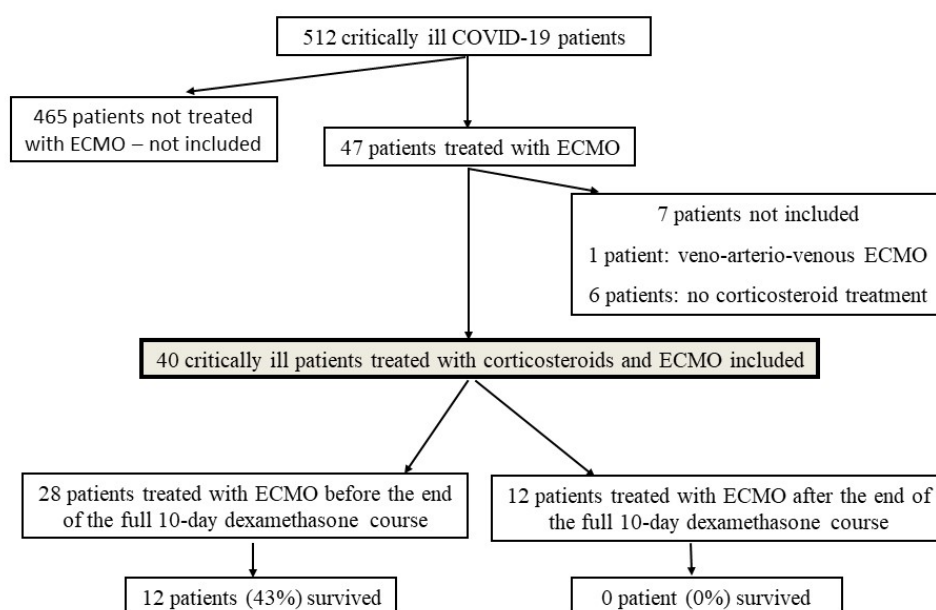 512 critically ill COVID-19 patients
465 patients not treated
with ECMO – not included
47 patients treated with ECMO
7 patients not included
1 patient: veno-arterio-venous ECMO
6 patients: no corticosteroid treatment
40 critically ill patients treated with corticosteroids and ECMO included
28 patients treated with ECMO before the end
of the full 10-day dexamethasone course
12 patients treated with ECMO after the end of
the full 10-day dexamethasone course
12 patients (43%) survived
0 patient (0%) survived